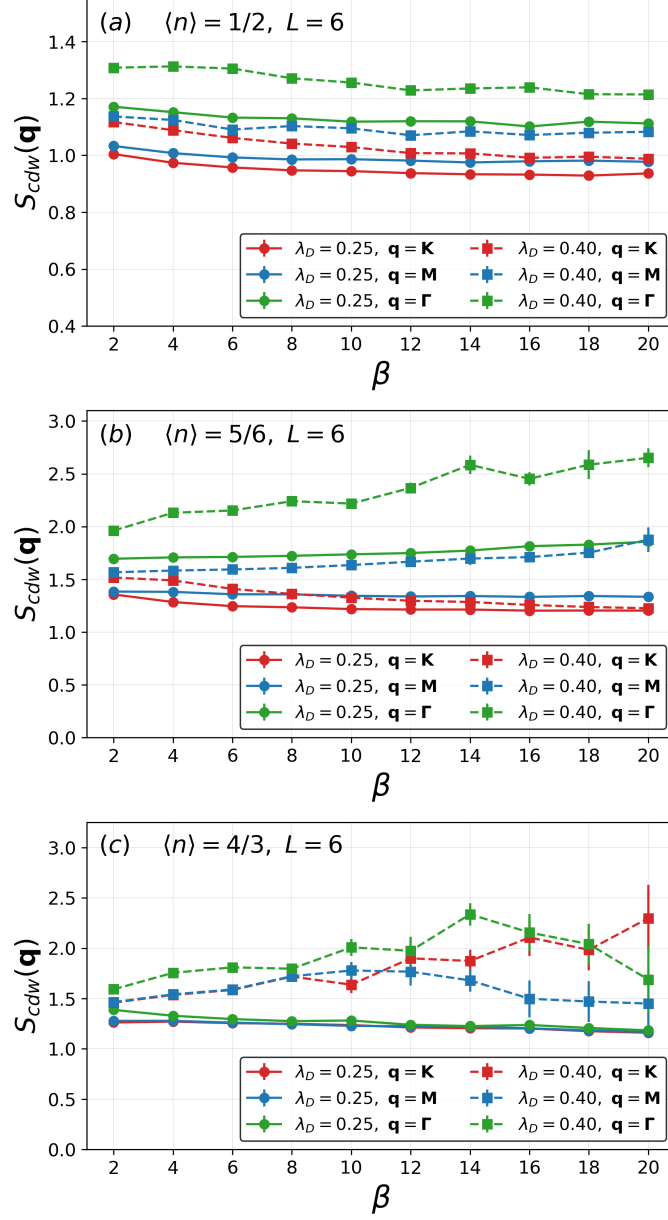 (a) ⟨n⟩ = 1/2, L = 6
1.4
1.2
1.0
0.8
0.6
0.4
S_cdw(q)
λ_D = 0.25, q = K
λ_D = 0.25, q = M
λ_D = 0.25, q = Γ
λ_D = 0.40, q = K
λ_D = 0.40, q = M
λ_D = 0.40, q = Γ
2 4 6 8 10 12 14 16 18 20
β
(b) ⟨n⟩ = 5/6, L = 6
3.0
2.5
2.0
1.5
1.0
0.5
0.0
S_cdw(q)
λ_D = 0.25, q = K
λ_D = 0.25, q = M
λ_D = 0.25, q = Γ
λ_D = 0.40, q = K
λ_D = 0.40, q = M
λ_D = 0.40, q = Γ
2 4 6 8 10 12 14 16 18 20
β
(c) ⟨n⟩ = 4/3, L = 6
3.0
2.5
2.0
1.5
1.0
0.5
0.0
S_cdw(q)
λ_D = 0.25, q = K
λ_D = 0.25, q = M
λ_D = 0.25, q = Γ
λ_D = 0.40, q = K
λ_D = 0.40, q = M
λ_D = 0.40, q = Γ
2 4 6 8 10 12 14 16 18 20
β